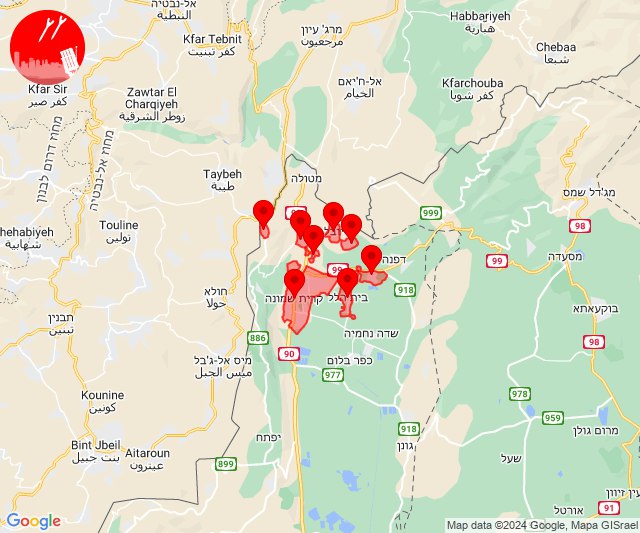 אל-נבטיה
מרג' עיון
مرجعيون
Habbariyeh
هبارية
Kfar Tebnit
كفر تبنيت
Chebaa
شبعا
النبطية
Kfar Sir
كفر صير
Zawtar El
Charqiyeh
زوطر الشرقية
אל-ח'יאם
الخيام
Kfarchouba
كفر شوبا
מחוז דרום לבנון
מחוז אל-נבטיה
Taybeh
طيبة
מטולה
מג'דל שמס
999
98
Touline
تولين
hehabiyeh
شهابية
90
99
דפנה
99
מסעדה
חולא
حولا
קרית שמונה
בית הלל
918
בוקעאתא
תבנין
تبنين
886
שדה נחמיה
98
מיס אל-ג'בל
ميس الجبل
90
כפר בלום
977
Kounine
كونين
978
959
Bint Jbeil
بنت جبيل
Aitaroun
عيترون
יפתח
918
גונן
מרום גולן
899
שעל
עין זיוון
91
אורטל
Google
Map data ©2024 Google, Mapa GISrael